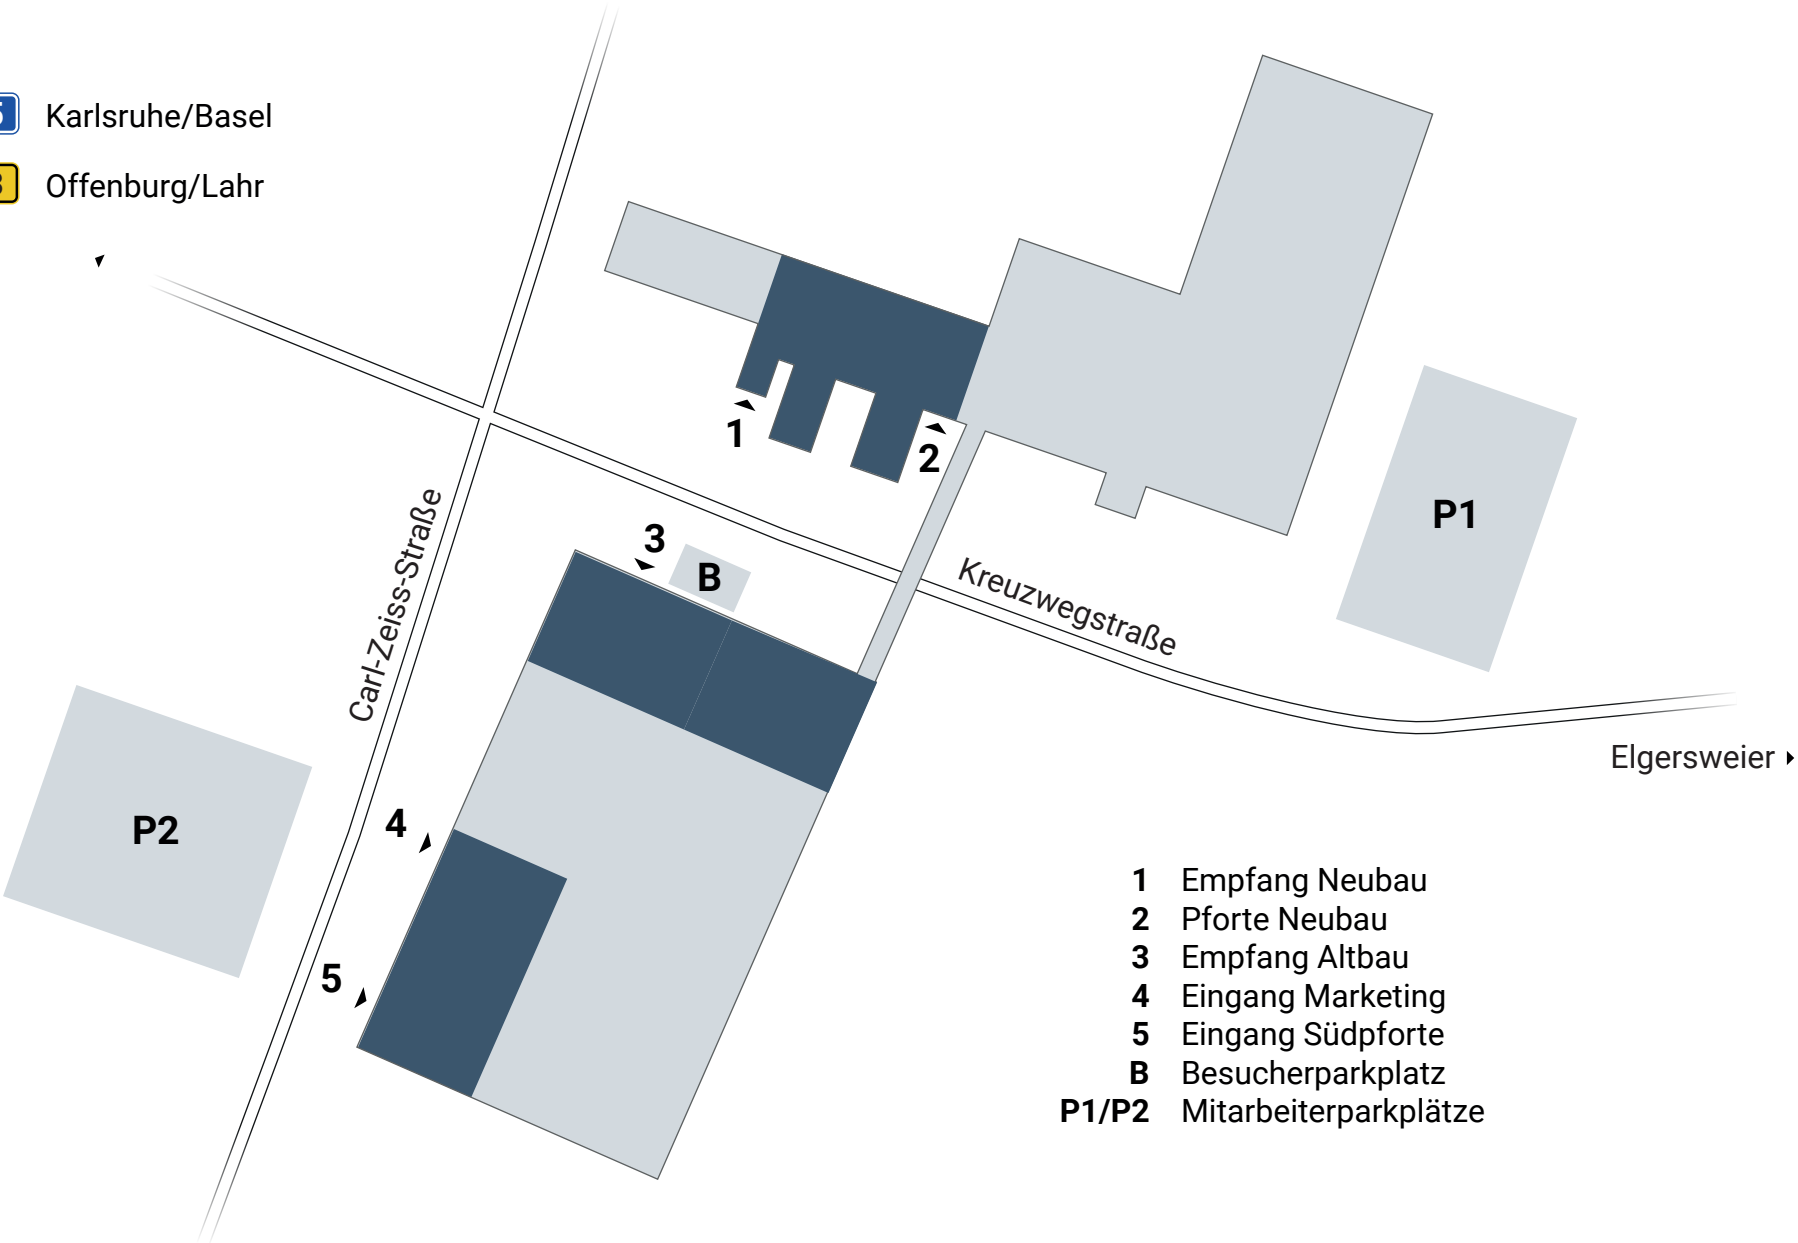 Karlsruhe/Basel
Offenburg/Lahr
1
2
3
B
Kreuzwegstraße
Carl-Zeiss-Straße
P1
P2
Elgersweier
4
5
1 Empfang Neubau
2 Pforte Neubau
3 Empfang Altbau
4 Eingang Marketing
5 Eingang Südpforte
B Besucherparkplatz
P1/P2 Mitarbeiterparkplätze